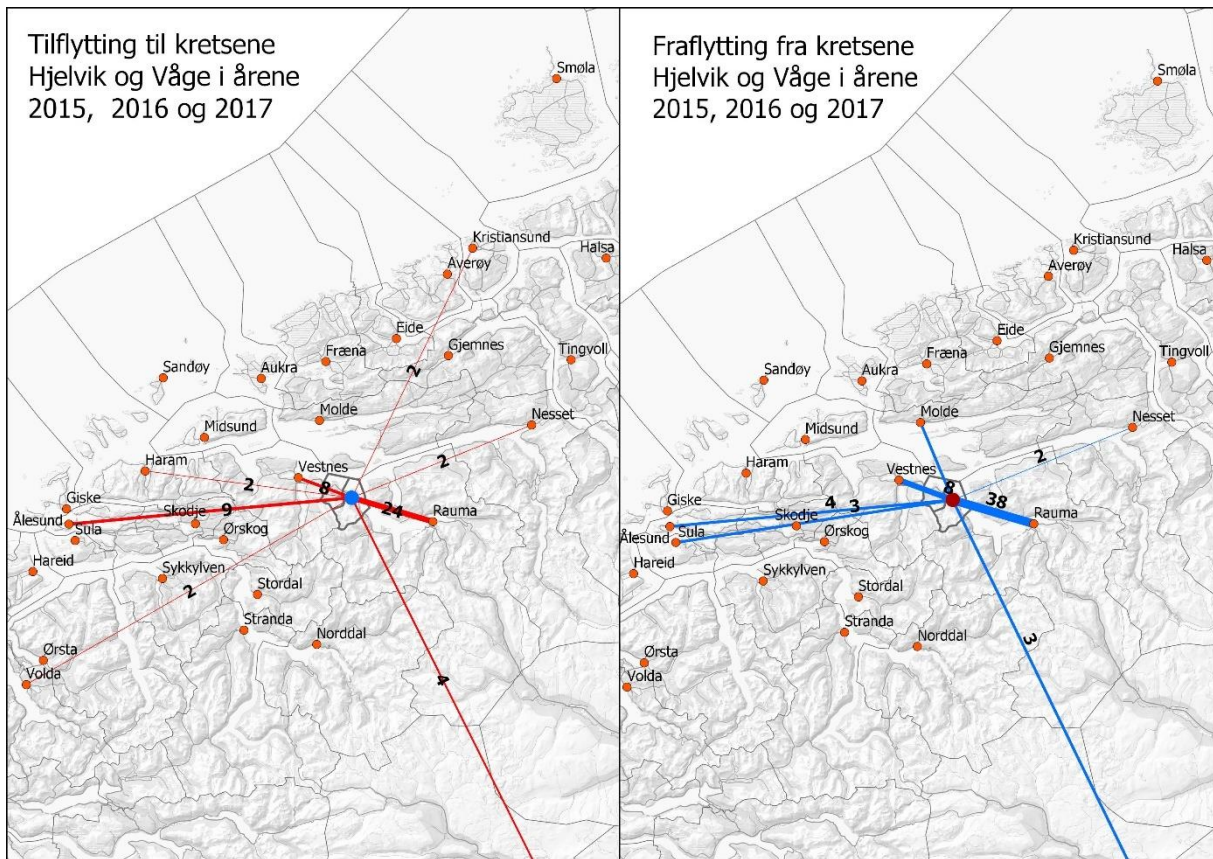 Tilflytting til kretsene
Hjelvik og Våge i årene
2015, 2016 og 2017
Smøla
Kristiansund
Halsa
Averøy
Eide
Fræna
Gjemnes
Tingvoll
Sandøy
Aukra
2
Molde
Nesset
Midsund
Haram
Vestnes
2
2
8
Giske
9
24
Rauma
Ålesund
Skodje
Sula
Ørskog
Hareid
Sykkylven
2
Stordal
Stranda
Norddal
Ørsta
Volda
4
Fraflytting fra kretsene
Hjelvik og Våge i årene
2015, 2016 og 2017
Smøla
Kristiansund
Halsa
Averøy
Eide
Fræna
Gjemnes
Tingvoll
Sandøy
Aukra
Molde
Nesset
Midsund
Haram
Vestnes
2
8
Giske
4
3
38
Rauma
Skodje
Ålesund
Sula
Ørskog
Hareid
Sykkylven
Stordal
Stranda
Norddal
3
Ørsta
Volda